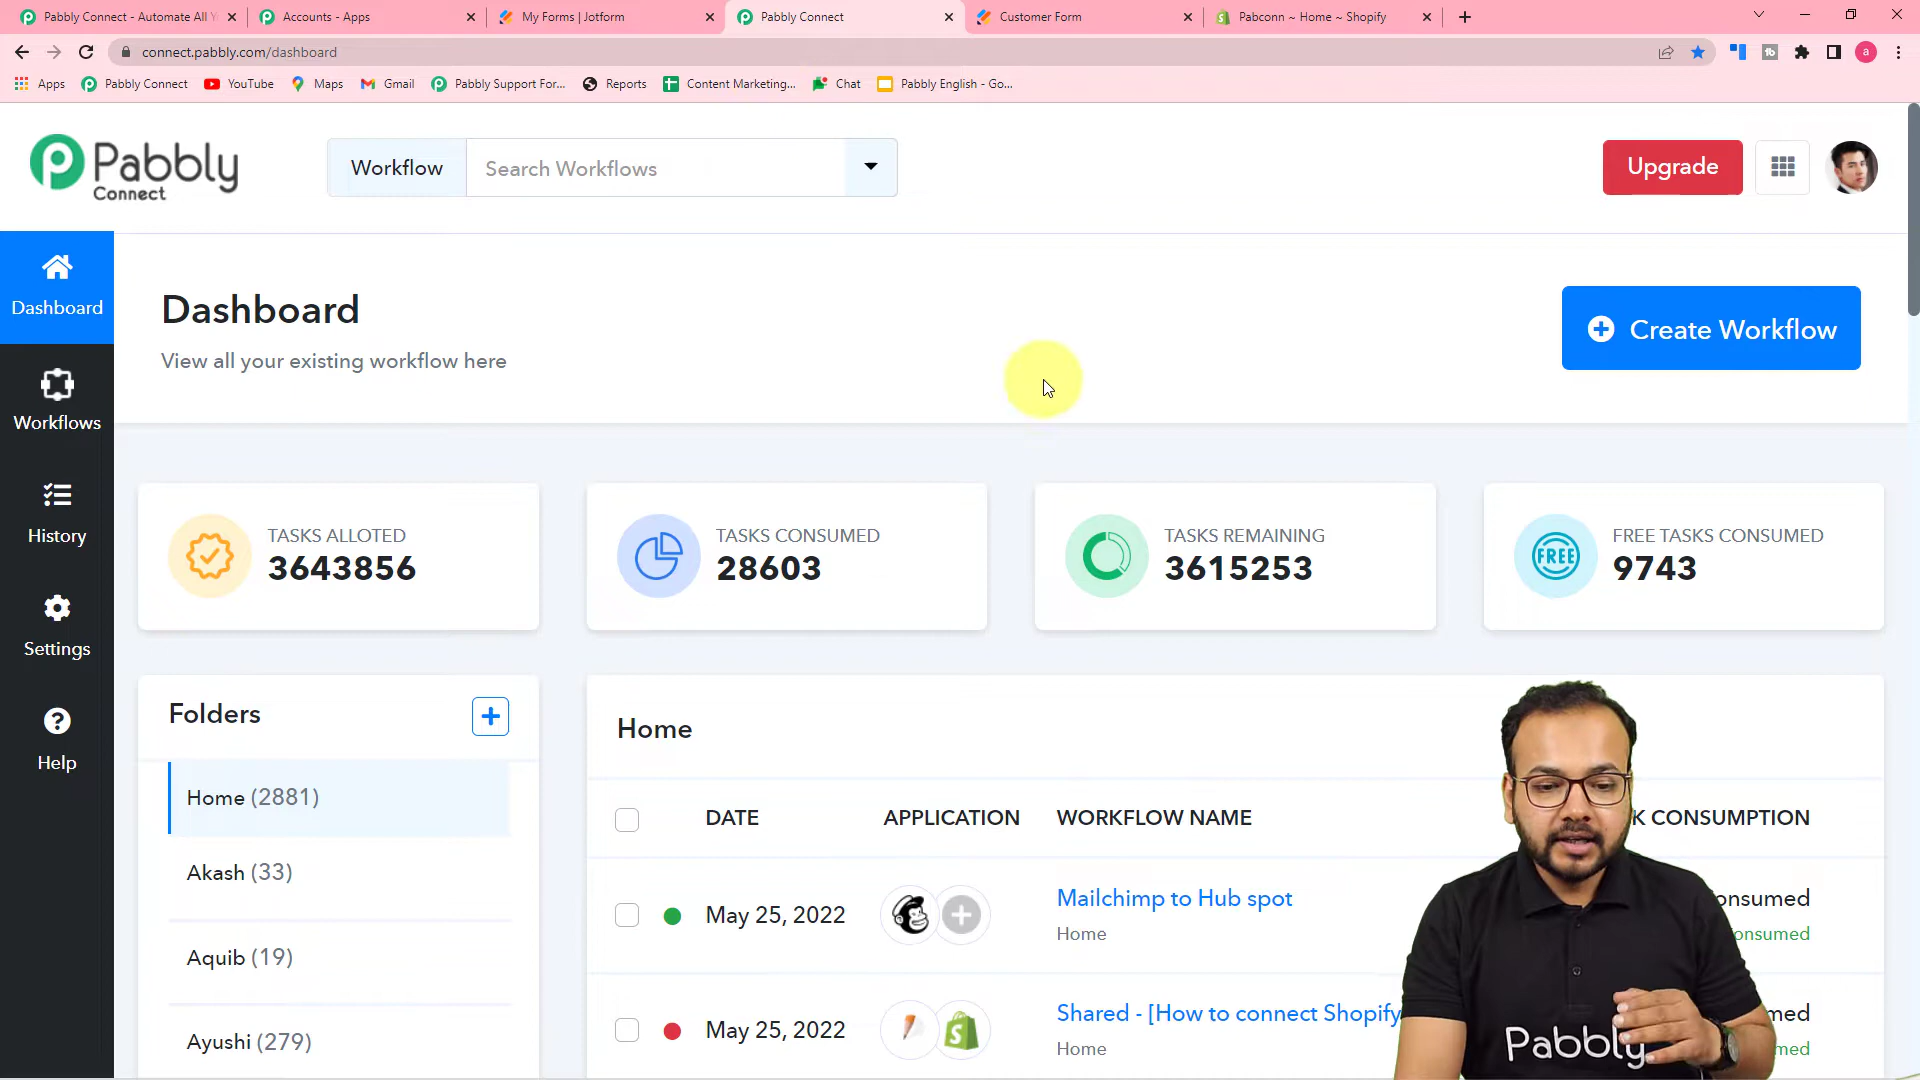 Pabbly Connect - Automate All Y
Accounts - Apps
My Forms | Jotform
Pabbly Connect
Customer Form
Pabconn ~ Home ~ Shopify
connect.pabbly.com/dashboard
a
Apps
Pabbly Connect
YouTube
Maps
Gmail
Pabbly Support For...
Reports
Content Marketing...
Chat
Pabbly English - Go...
Pabbly
Connect
Workflow
Search Workflows
Upgrade
Dashboard
Workflows
History
Settings
Help
Dashboard
View all your existing workflow here
Create Workflow
TASKS ALLOTED
3643856
TASKS CONSUMED
28603
TASKS REMAINING
3615253
FREE
FREE TASKS CONSUMED
9743
Folders
Home (2881)
Akash (33)
Aquib (19)
Ayushi (279)
Home
DATE
APPLICATION
WORKFLOW NAME
K CONSUMPTION
May 25, 2022
Mailchimp to Hub spot
Home
onsumed
onsumed
May 25, 2022
Shared - [How to connect Shopify
Home
med
med
Pabbly